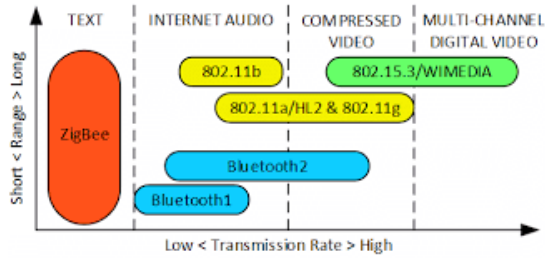 TEXT
INTERNET AUDIO
COMPRESSED
VIDEO
MULTI-CHANNEL
DIGITAL VIDEO
802.11b
802.15.3/WIMEDIA
802.11a/HL2 & 802.11g
ZigBee
Bluetooth2
Bluetooth1
Short < Range > Long
Low < Transmission Rate > High